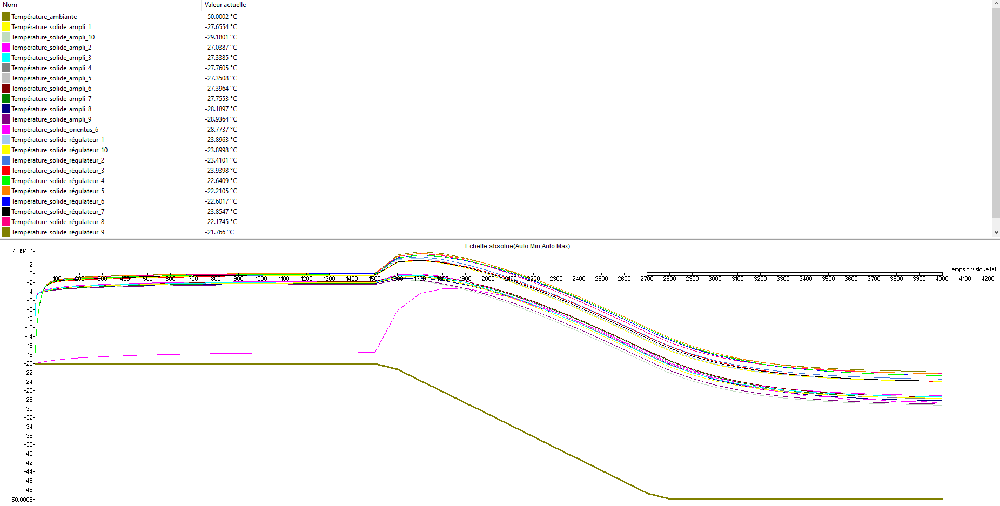 Nom Valeur actuelle
Température_ambiante -50.0002 °C
Température_solide_ampli_1 -27.6554 °C
Température_solide_ampli_10 -29.1801 °C
Température_solide_ampli_2 -27.0387 °C
Température_solide_ampli_3 -27.3385 °C
Température_solide_ampli_4 -27.7605 °C
Température_solide_ampli_5 -27.3508 °C
Température_solide_ampli_6 -27.3964 °C
Température_solide_ampli_7 -27.7553 °C
Température_solide_ampli_8 -28.1897 °C
Température_solide_ampli_9 -28.9364 °C
Température_solide_orientus_6 -28.7737 °C
Température_solide_régulateur_1 -23.8963 °C
Température_solide_régulateur_10 -23.8998 °C
Température_solide_régulateur_2 -23.4101 °C
Température_solide_régulateur_3 -23.9398 °C
Température_solide_régulateur_4 -22.6409 °C
Température_solide_régulateur_5 -22.2105 °C
Température_solide_régulateur_6 -22.6017 °C
Température_solide_régulateur_7 -23.8547 °C
Température_solide_régulateur_8 -22.1745 °C
Température_solide_régulateur_9 -21.766 °C
Echelle absolue(Auto Min,Auto Max)
4.89421
2
Temps physique (s)
0
100 200 300 400 500 600 700 800 900 1000 1100 1200 1300 1400 1500 1600 1700 1800 1900 2000 2100 2200 2300 2400 2500 2600 2700 2800 2900 3000 3100 3200 3300 3400 3500 3600 3700 3800 3900 4000 4100 4200
-2
-4
-6
-8
-10
-12
-14
-16
-18
-20
-22
-24
-26
-28
-30
-32
-34
-36
-38
-40
-42
-44
-46
-48
-50.0005